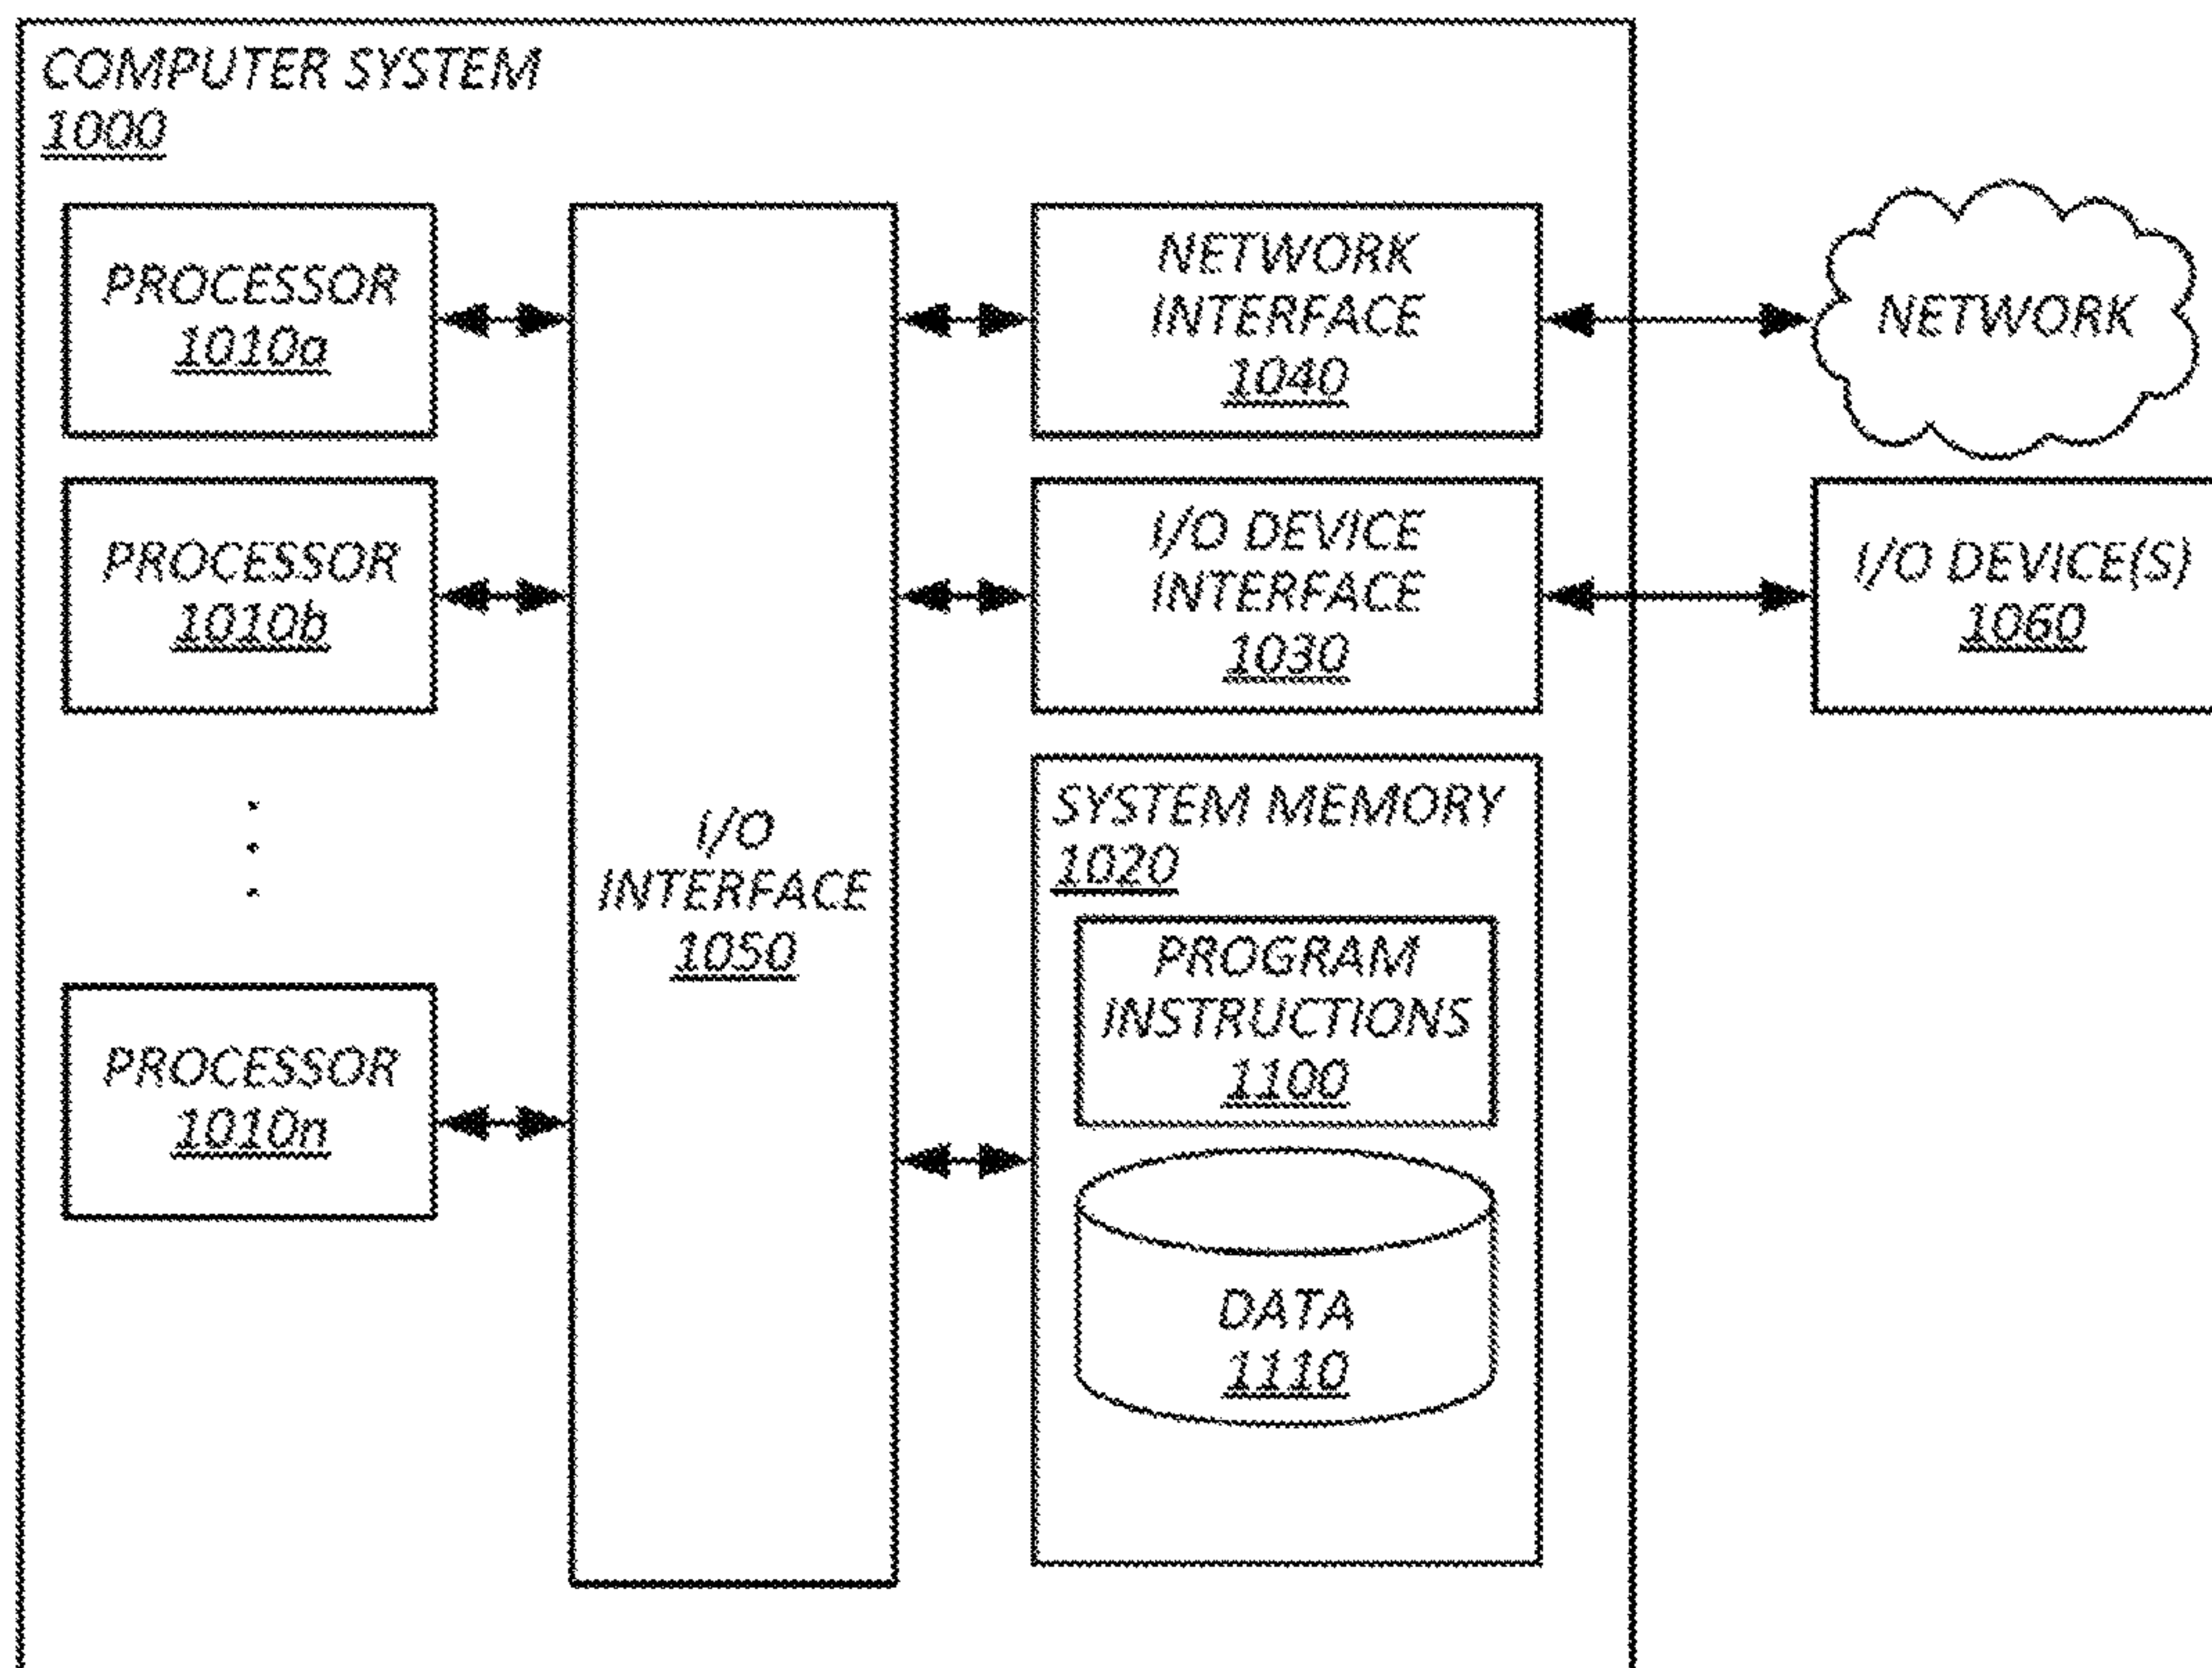 COMPUTER SYSTEM
1000
PROCESSOR
1010a
PROCESSOR
1010b
PROCESSOR
1010n
I/O
INTERFACE
1050
NETWORK
INTERFACE
1040
I/O DEVICE
INTERFACE
1030
SYSTEM MEMORY
1020
PROGRAM
INSTRUCTIONS
1100
DATA
1110
NETWORK
I/O DEVICE(S)
1060